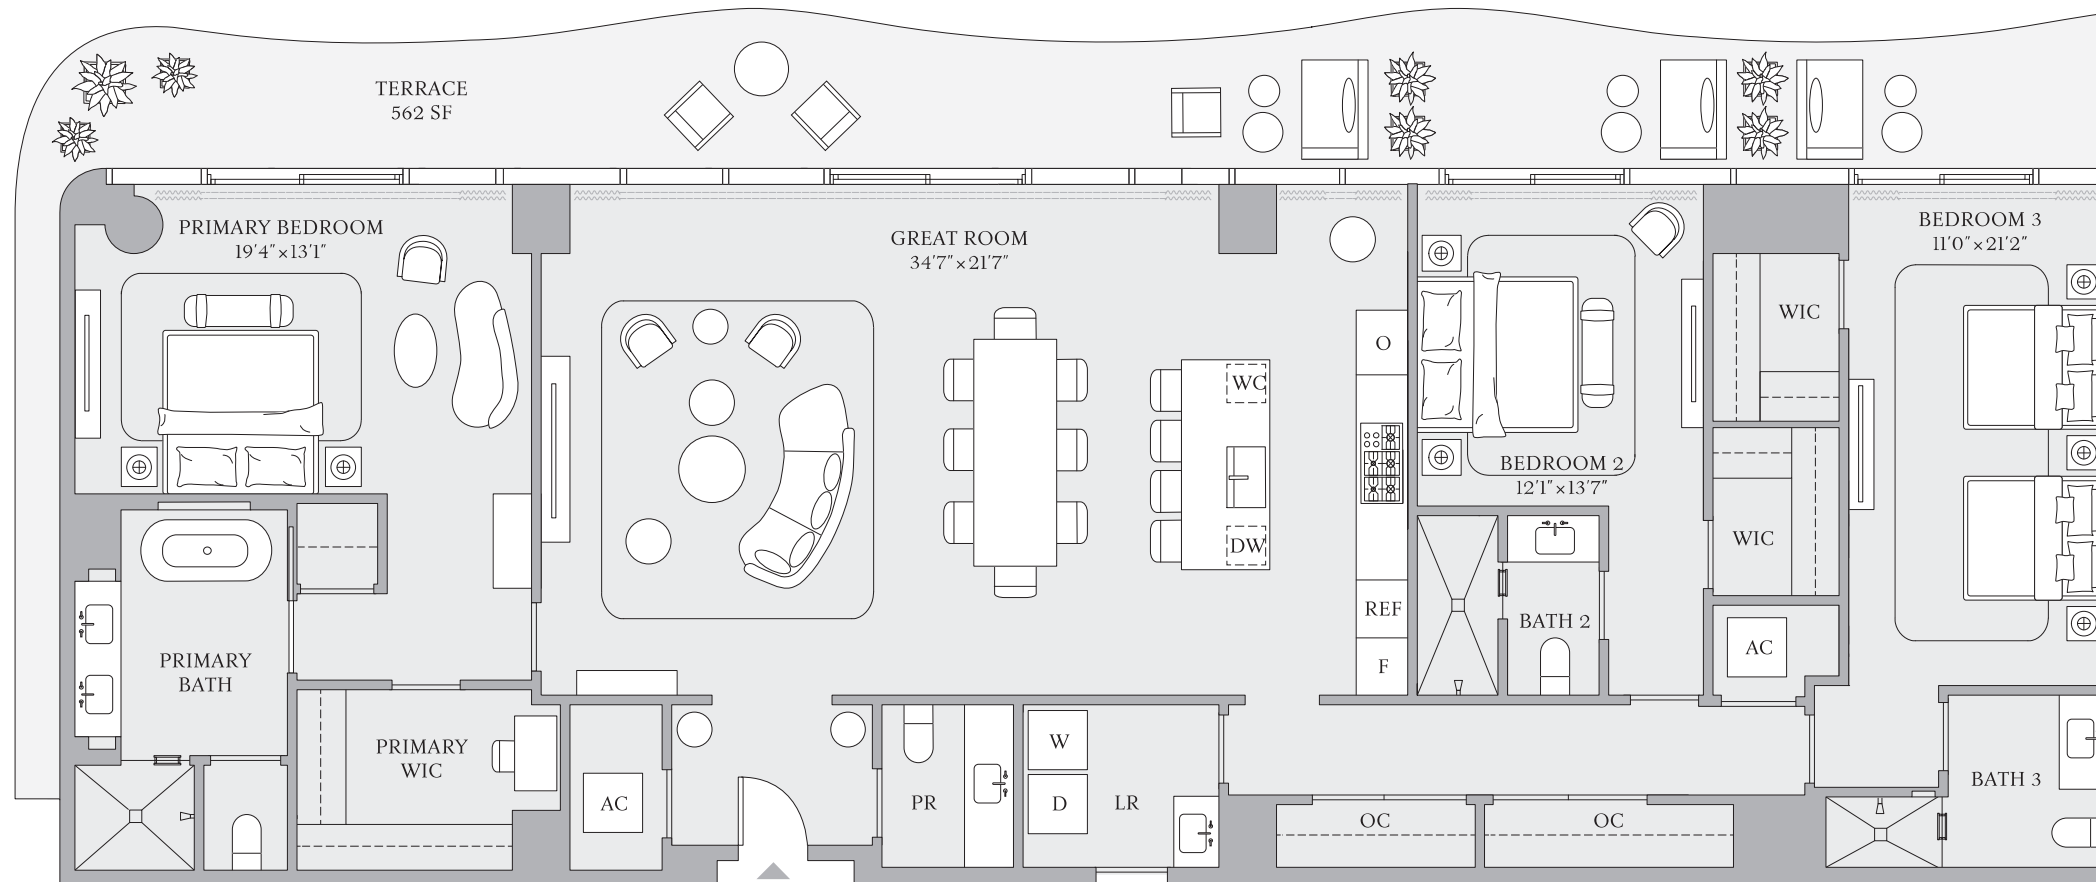 TERRACE
562 SF
PRIMARY BEDROOM
19'4"×13'1"
GREAT ROOM
34'7"×21'7"
BEDROOM 3
11'0"×21'2"
WIC
O
WC
BEDROOM 2
12'1"×13'7"
WIC
DW
REF
BATH 2
F
AC
PRIMARY
BATH
PRIMARY
WIC
W
BATH 3
AC
PR
D
LR
OC
OC